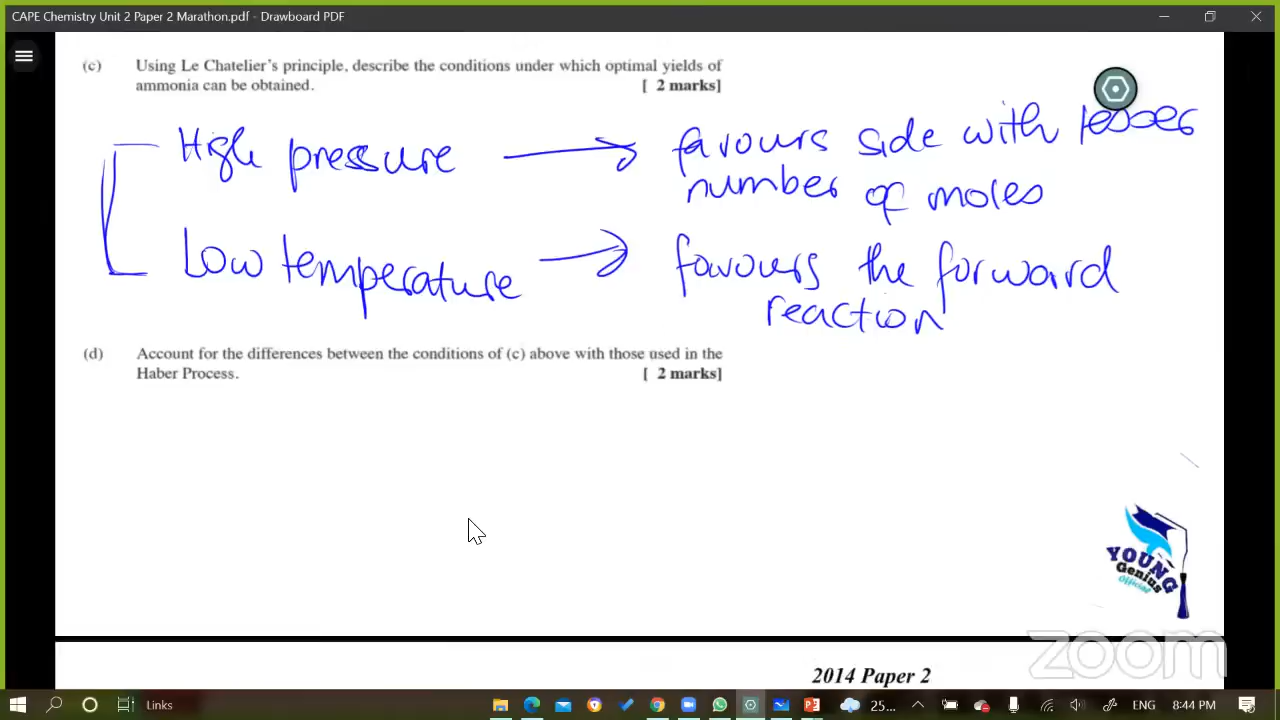 CAPE Chemistry Unit 2 Paper 2 Marathon.pdf - Drawboard PDF
(c) Using Le Chatelier's principle, describe the conditions under which optimal yields of
ammonia can be obtained. [ 2 marks]
High pressure → favours side with lesser
number of moles
Low temperature → favours the forward
reaction
(d) Account for the differences between the conditions of (c) above with those used in the
Haber Process. [ 2 marks]
YOUNG
Genius
Official
zoom
2014 Paper 2
Links
25...
ENG
8:44 PM